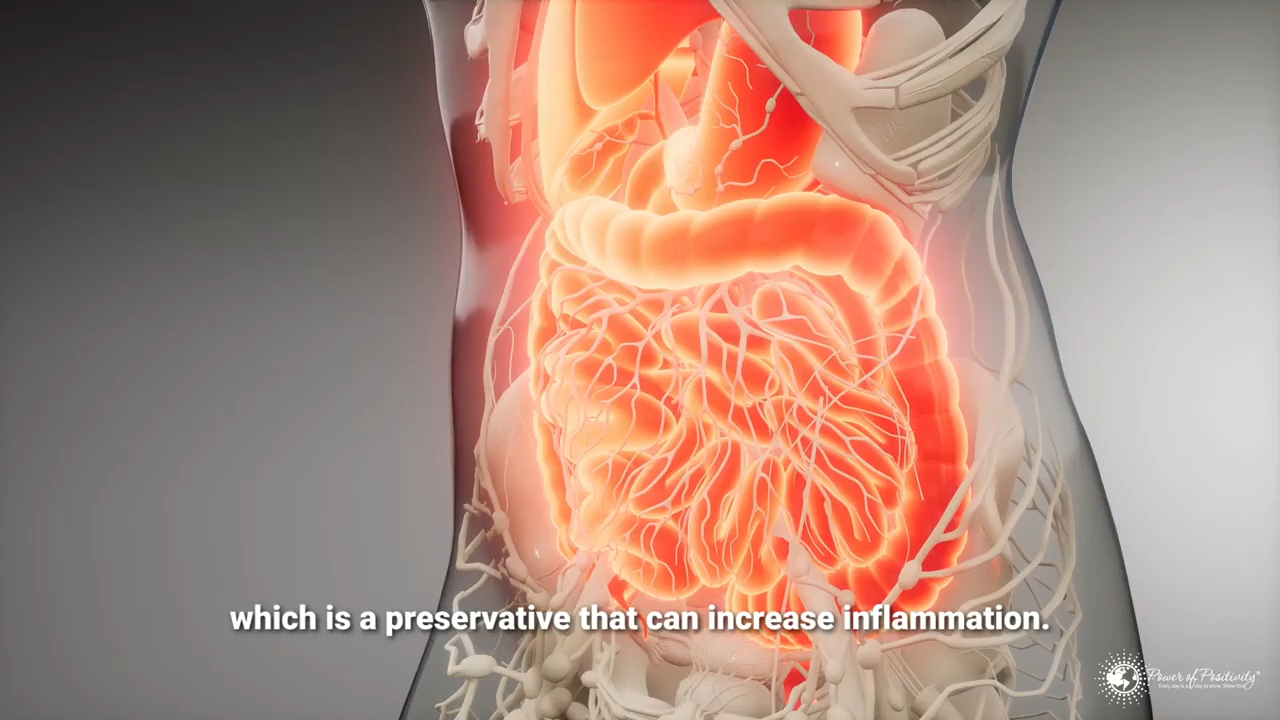 which is a preservative that can increase inflammation.
Power of Positivity®